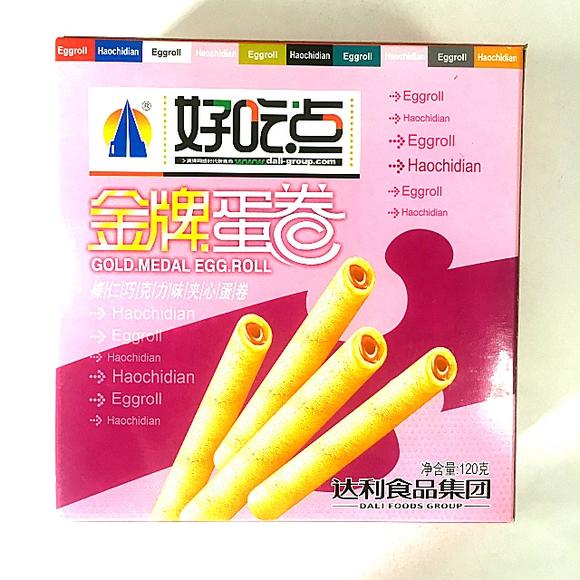 Eggroll Haochidian Eggroll Haochidian Eggroll Haochidian Eggroll Haochidian Eggroll Haochidian
®
好吃点
www.dali-group.com
Eggroll
Haochidian
Eggroll
Haochidian
Eggroll
Haochidian
金牌.蛋卷
GOLD.MEDAL EGG.ROLL
榛|仁|巧|克|力|味|夹|心|蛋|卷
Haochidian
Eggroll
Haochidian
Haochidian
Eggroll
Haochidian
净含量:120克
达利食品集团
DALI FOODS GROUP